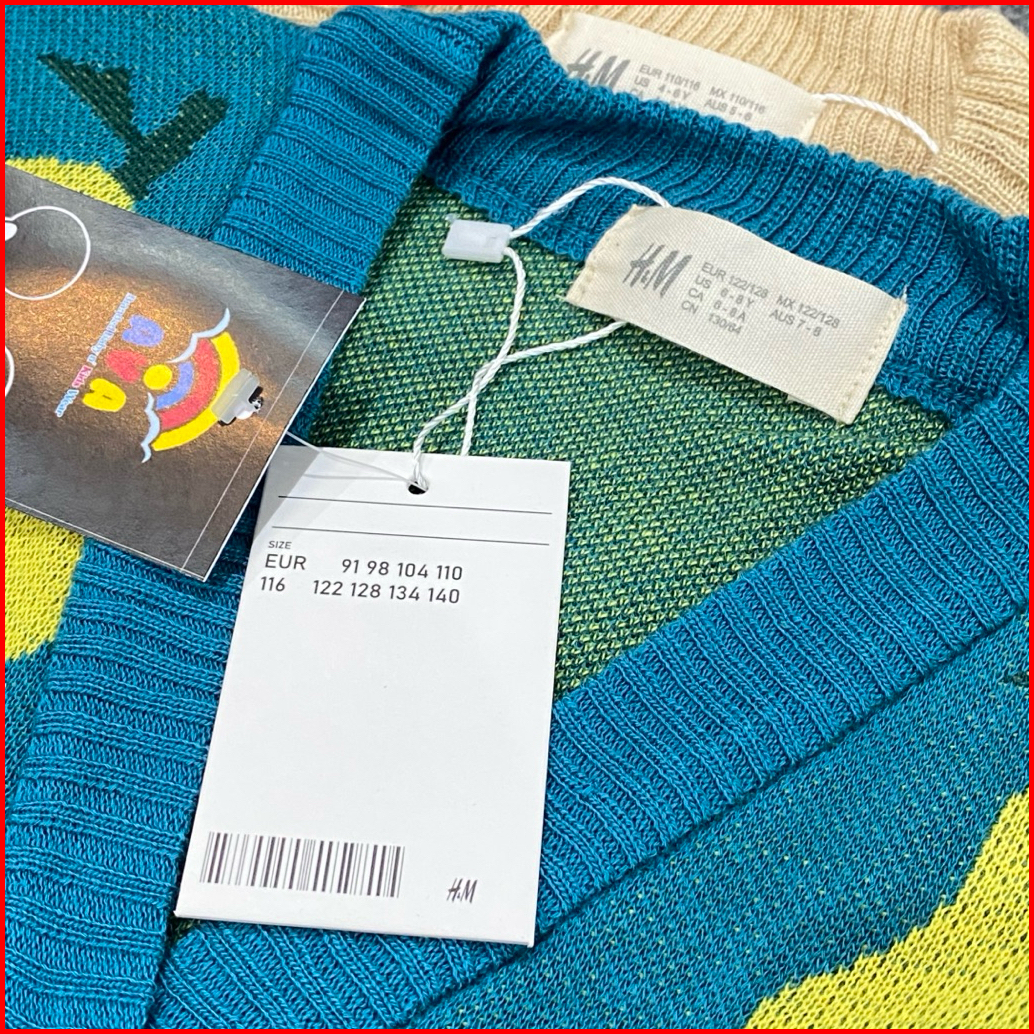 H&M
EUR 110/116 MX 110/116
US 4-6Y AUS 5-6
H&M
EUR 122/128 MX 122/128
US 6-8Y AUS 7-8
CA 6-8A
CN 130/64
SIZE
EUR 91 98 104 110
116 122 128 134 140
H&M